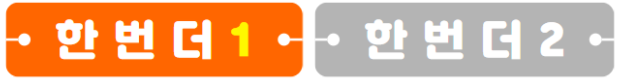 한 번 더 1 한 번 더 2